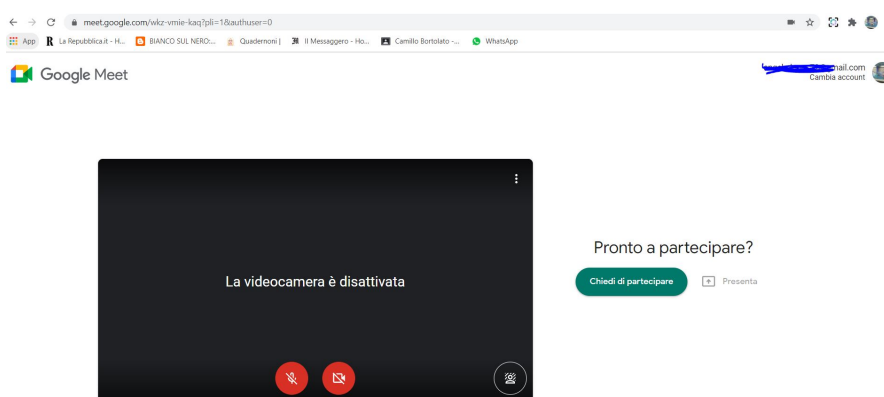 meet.google.com/wkz-vmie-kaq?pli=1&authuser=0
App La Repubblica.it - H... BIANCO SUL NERO:... Quadernoni | Il Messaggero - Ho... Camillo Bortolato -... WhatsApp
Google Meet
nail.com
Cambia account
La videocamera è disattivata
Pronto a partecipare?
Chiedi di partecipare Presenta